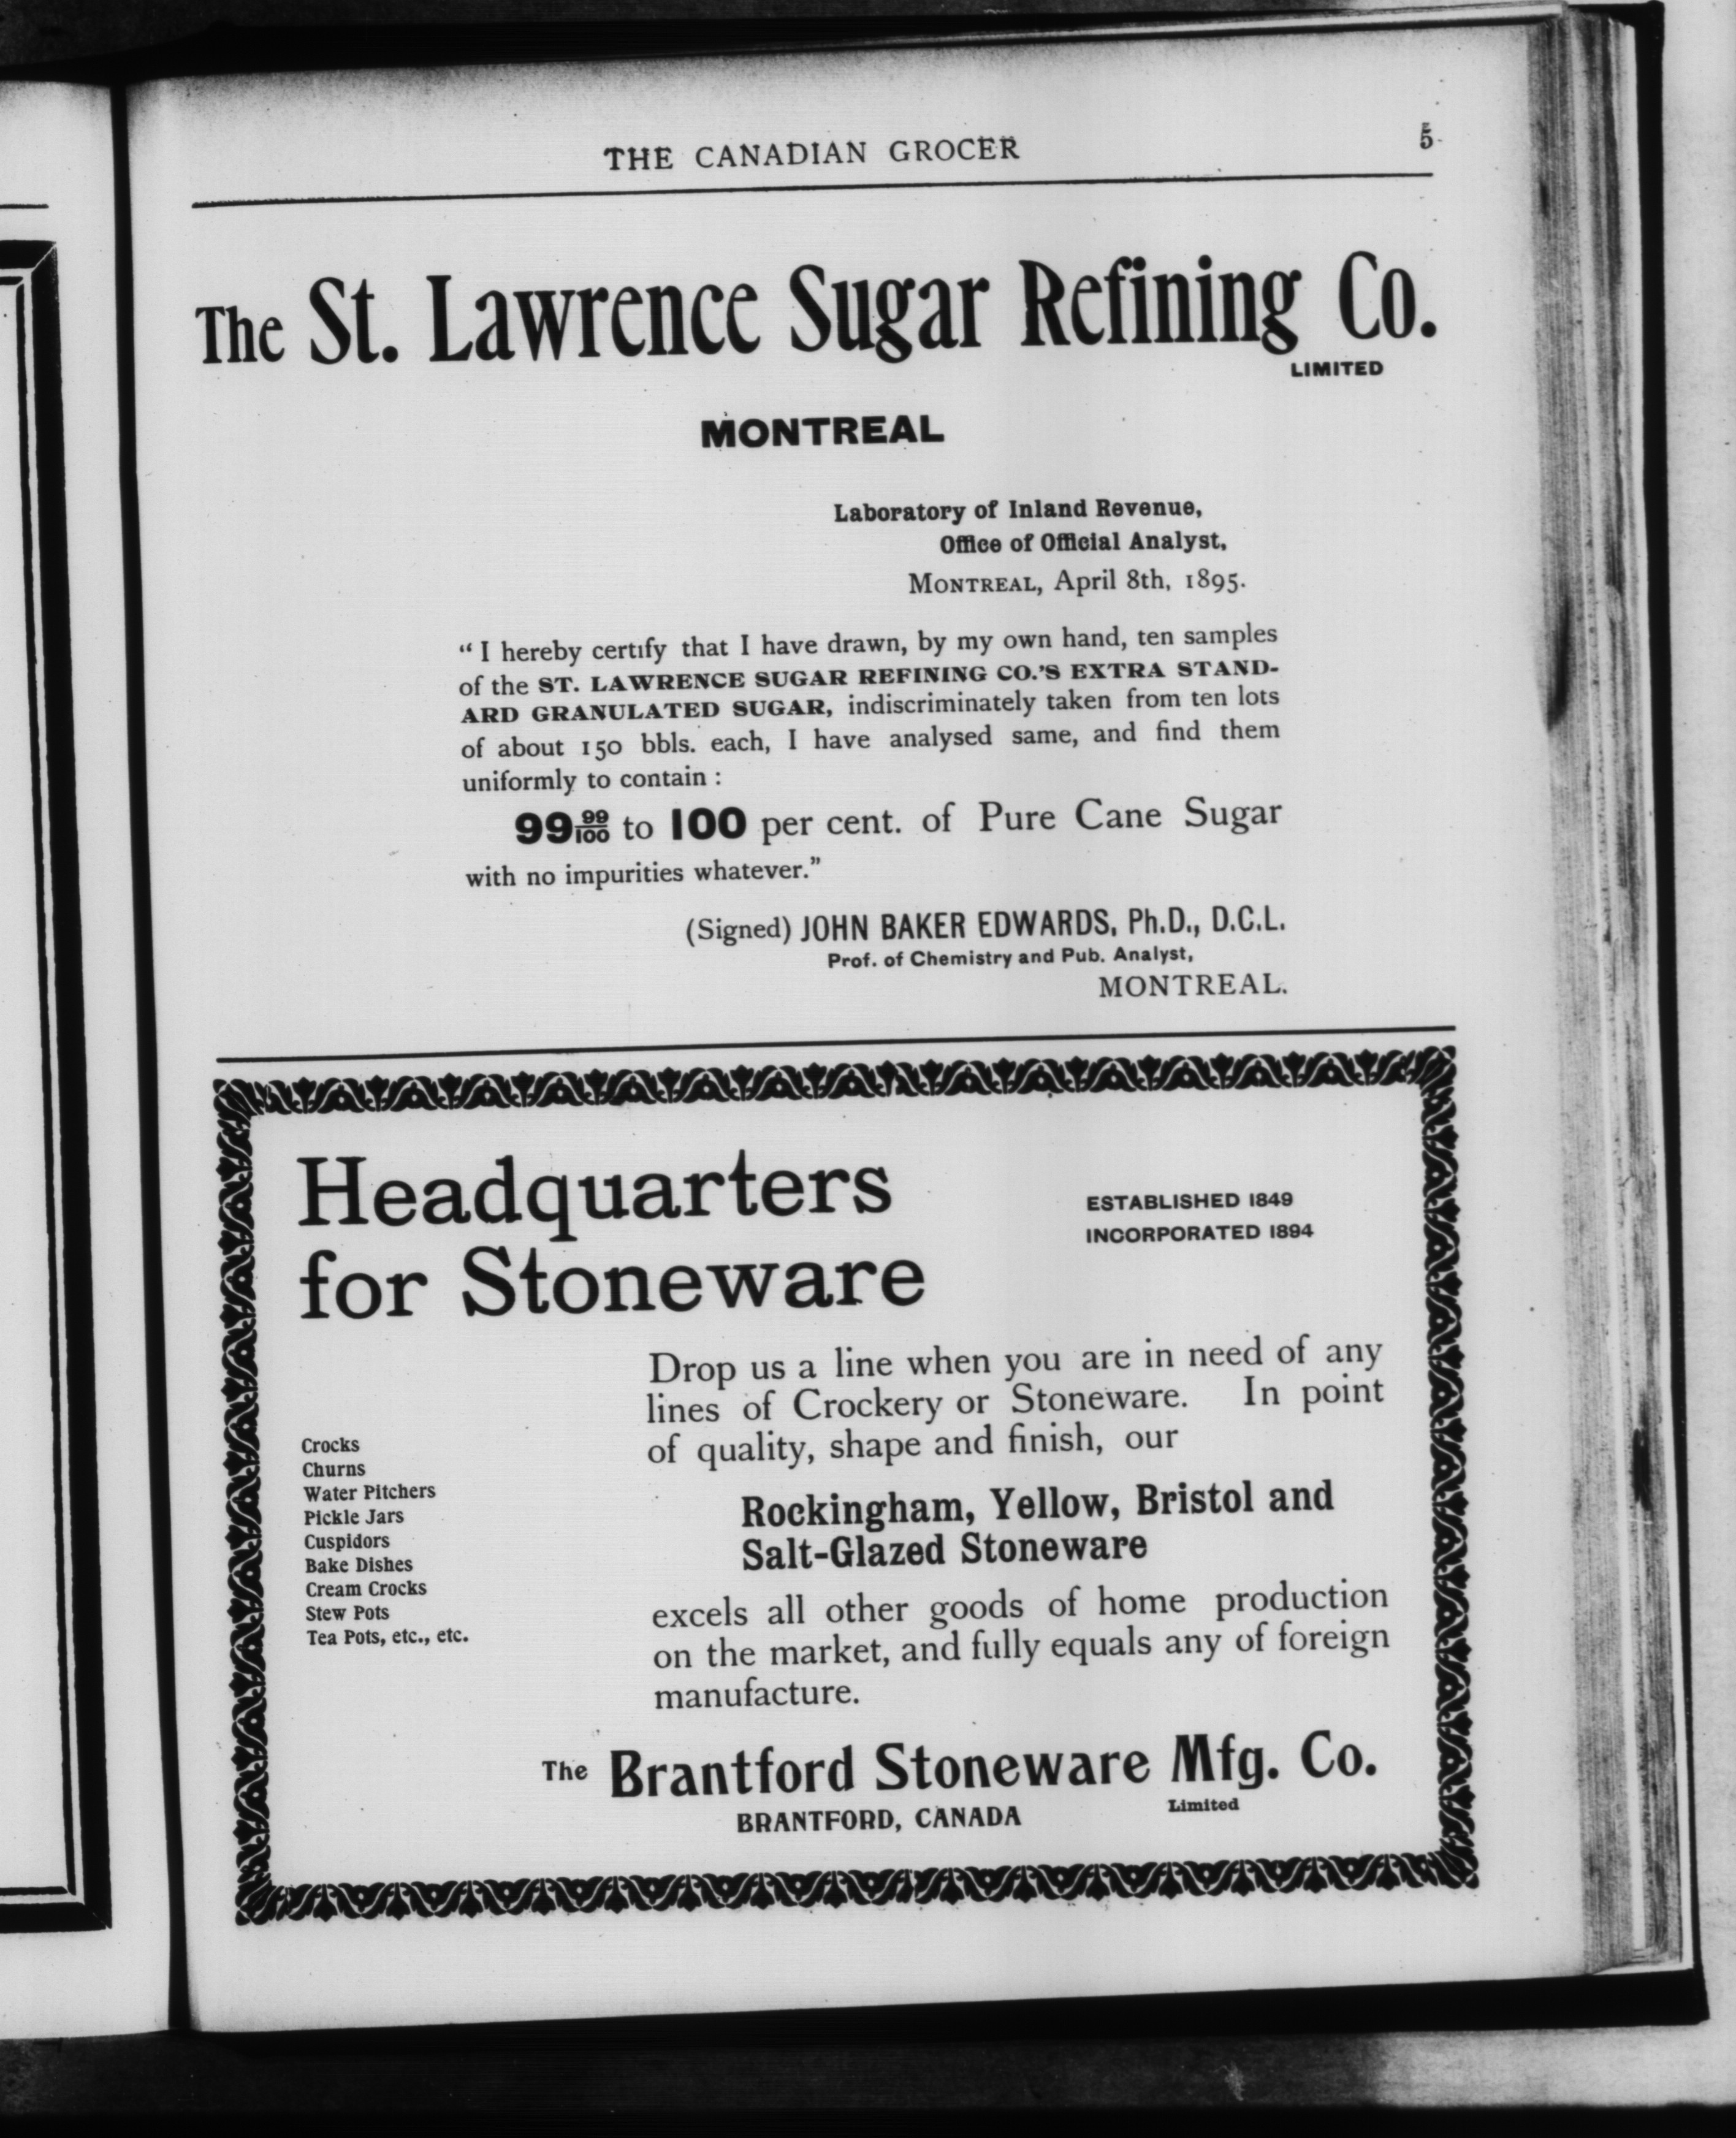 THE CANADIAN GROCER
5
The St. Lawrence Sugar Refining Co.
LIMITED
MONTREAL
Laboratory of Inland Revenue,
Office of Official Analyst,
MONTREAL, April 8th, 1895.
“ I hereby certify that I have drawn, by my own hand, ten samples
of the ST. LAWRENCE SUGAR REFINING CO.'S EXTRA STAND-
ARD GRANULATED SUGAR, indiscriminately taken from ten lots
of about 150 bbls. each, I have analysed same, and find them
uniformly to contain :
99 99/100 to 100 per cent. of Pure Cane Sugar
with no impurities whatever.”
(Signed) JOHN BAKER EDWARDS, Ph.D., D.C.L.
Prof. of Chemistry and Pub. Analyst,
MONTREAL.
Headquarters
for Stoneware
ESTABLISHED 1849
INCORPORATED 1894
Drop us a line when you are in need of any
lines of Crockery or Stoneware. In point
of quality, shape and finish, our
Crocks
Churns
Water Pitchers
Pickle Jars
Cuspidors
Bake Dishes
Cream Crocks
Stew Pots
Tea Pots, etc., etc.
Rockingham, Yellow, Bristol and
Salt-Glazed Stoneware
excels all other goods of home production
on the market, and fully equals any of foreign
manufacture.
The Brantford Stoneware Mfg. Co.
Limited
BRANTFORD, CANADA